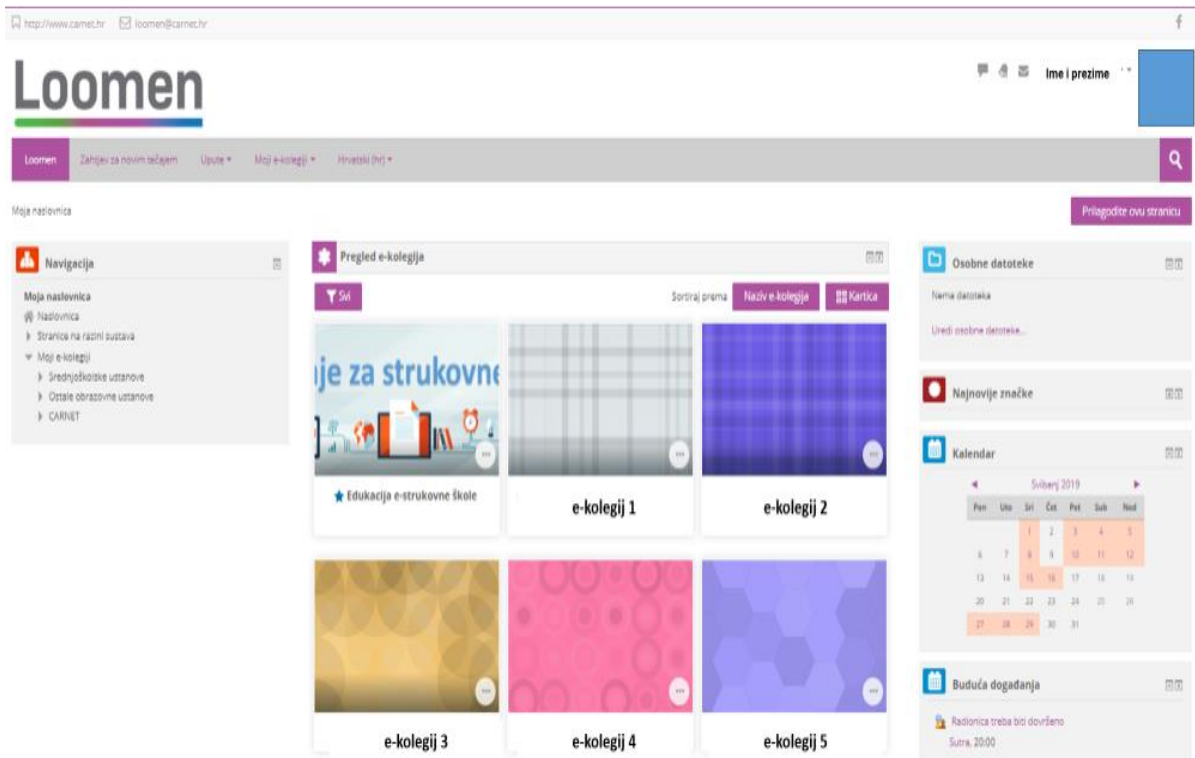 http://www.carnet.hr loomen@carnet.hr
Loomen
Ime i prezime
Loomen Zahtjev za novim tečajem Upute Moji e-kolegiji Hrvatski (hr)
Moja naslovnica
Prilagodite ovu stranicu
Navigacija
Moja naslovnica
Naslovnica
Stranice na razini sustava
Moji e-kolegiji
Srednjoškolske ustanove
Ostale obrazovne ustanove
CARNET
Pregled e-kolegija
Svi
Sortiraj prema Naziv e-kolegija Kartica
je za strukovne
Edukacija e-strukovne škole
e-kolegij 1
e-kolegij 2
e-kolegij 3
e-kolegij 4
e-kolegij 5
Osobne datoteke
Nema datoteka
Uredi osobne datoteke...
Najnovije značke
Kalendar
Svibanj 2019
Pon Uto Sri Čet Pet Sub Ned
1 2 3 4 5
6 7 8 9 10 11 12
13 14 15 16 17 18 19
20 21 22 23 24 25 26
27 28 29 30 31
Buduća događanja
Radionica treba biti dovršeno
Sutra, 20:00